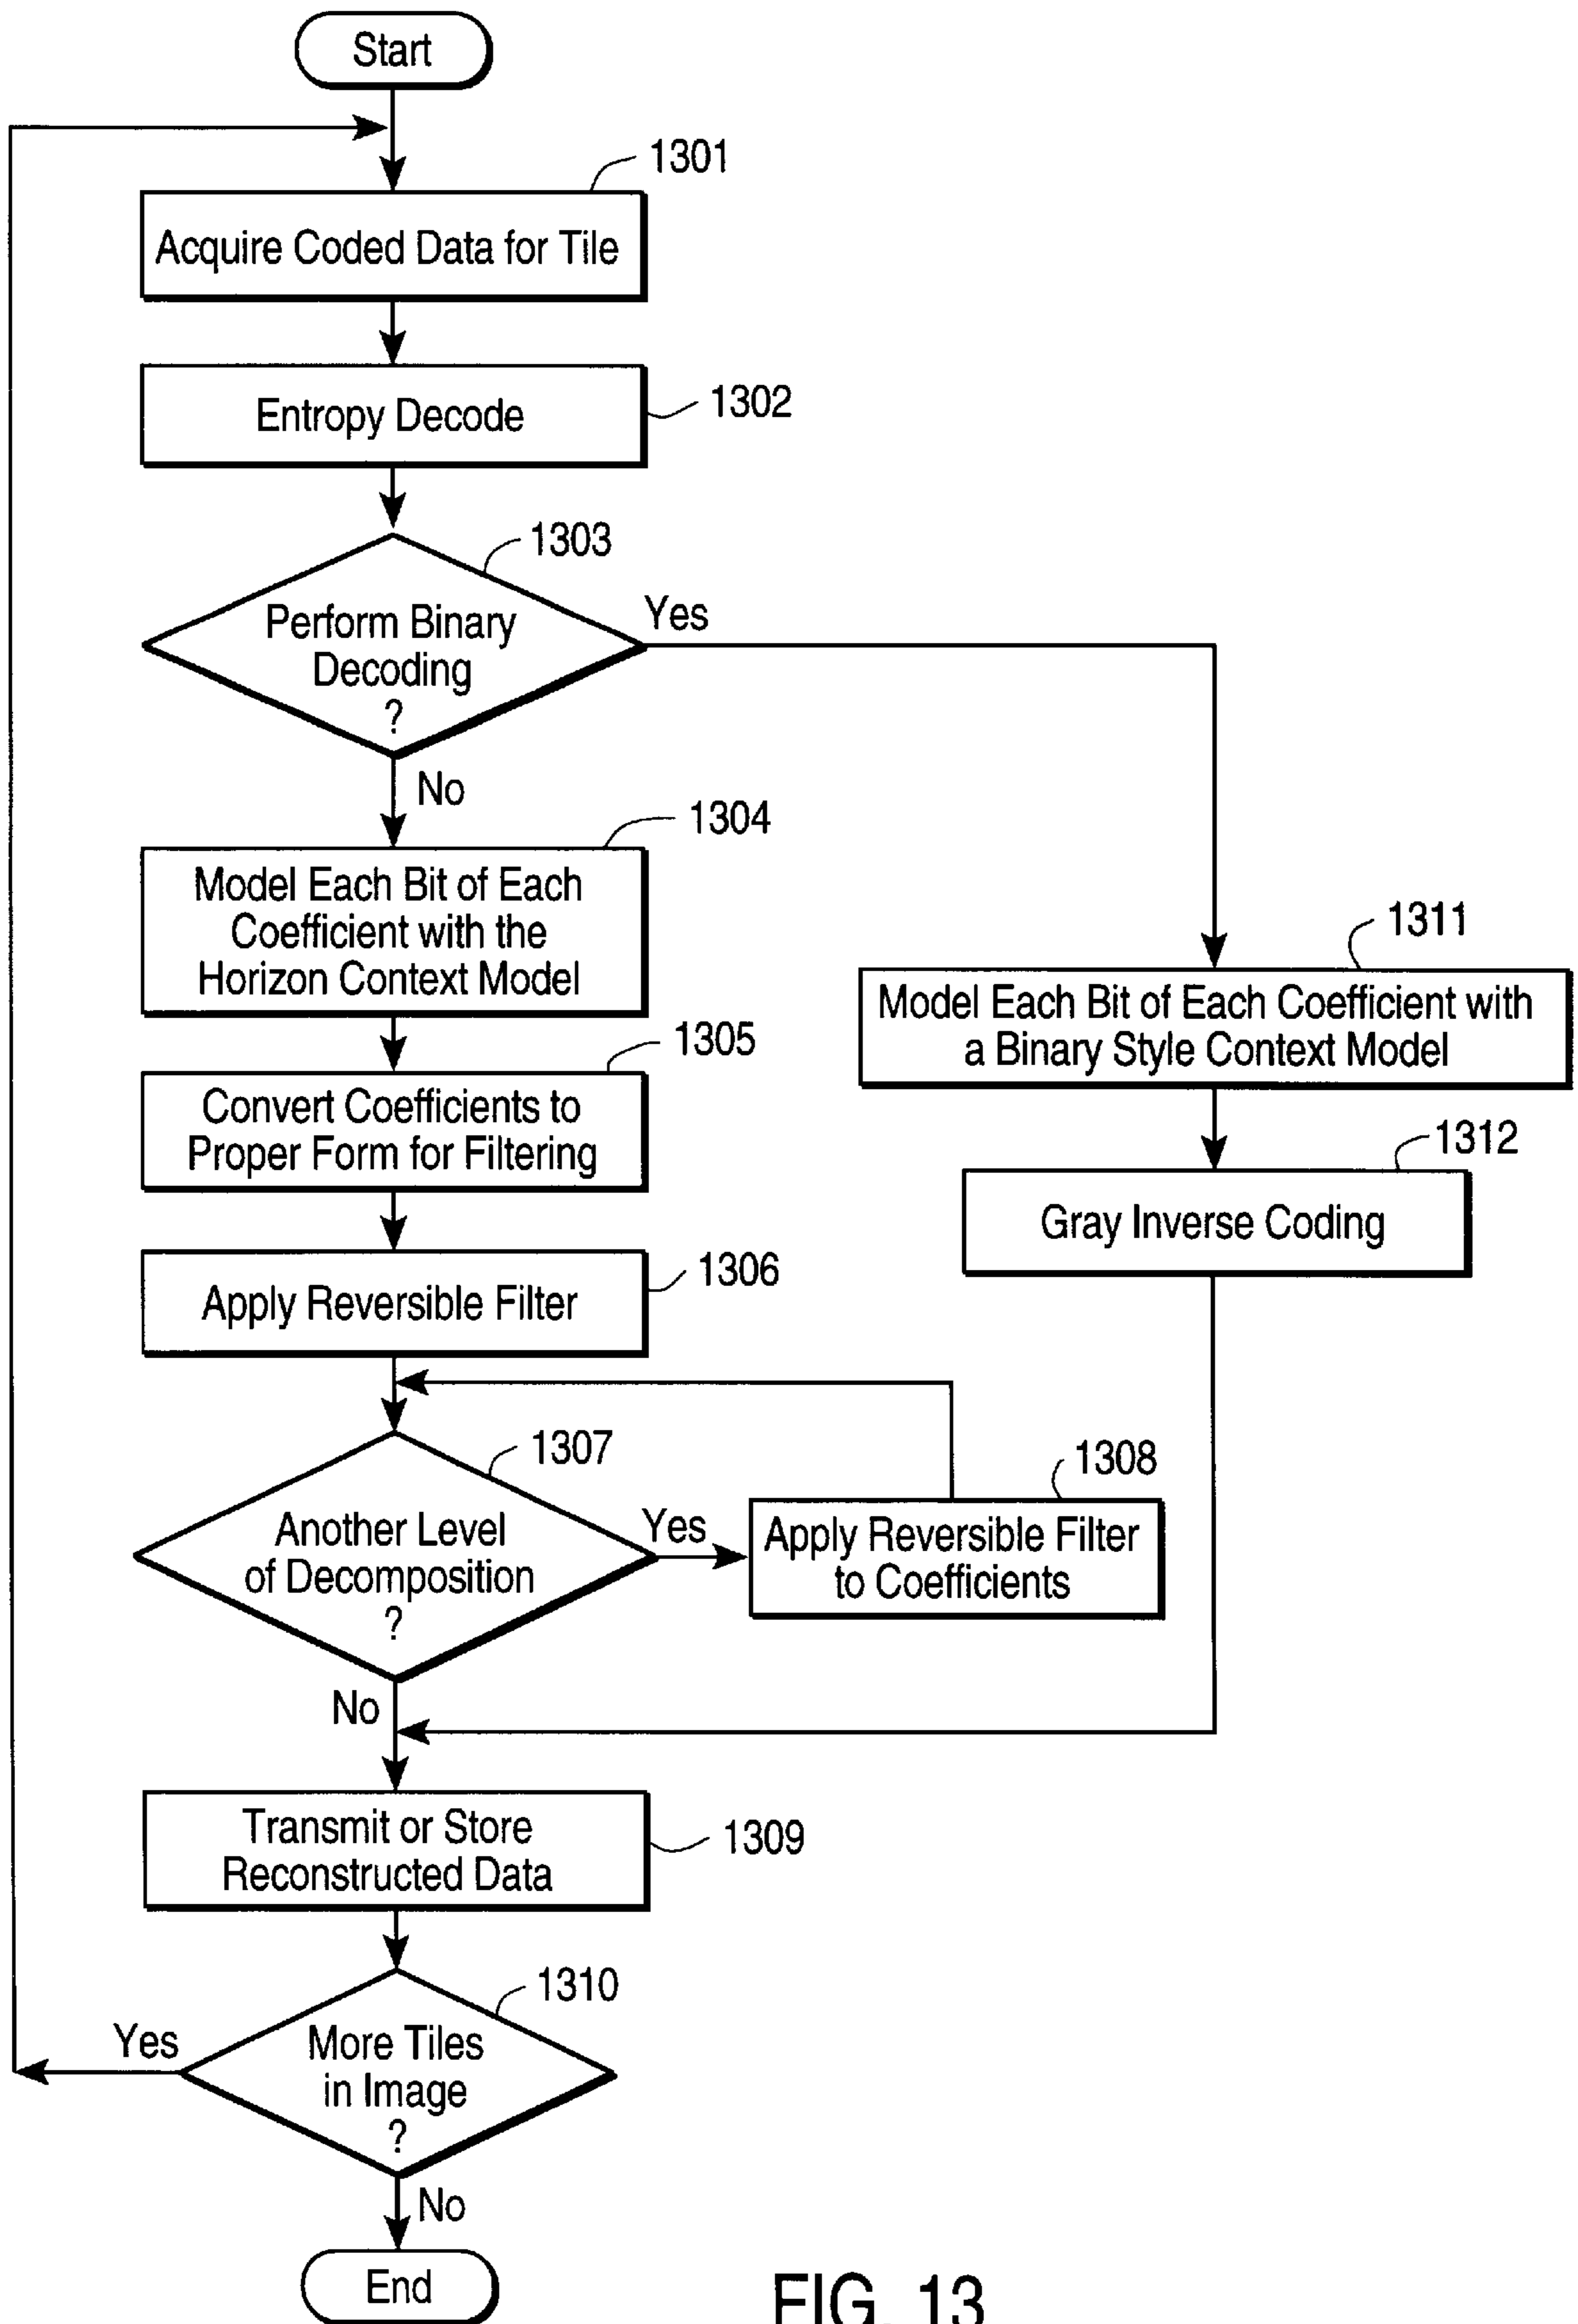 Start
1301
Acquire Coded Data for Tile
Entropy Decode
1302
1303
Perform Binary
Decoding
?
Yes
No
1304
Model Each Bit of Each
Coefficient with the
Horizon Context Model
1311
Model Each Bit of Each Coefficient with
a Binary Style Context Model
1305
Convert Coefficients to
Proper Form for Filtering
1312
Gray Inverse Coding
1306
Apply Reversible Filter
1307
Another Level
of Decomposition
?
Yes
1308
Apply Reversible Filter
to Coefficients
No
Transmit or Store
Reconstructed Data
1309
1310
More Tiles
in Image
?
Yes
No
End
FIG. 13